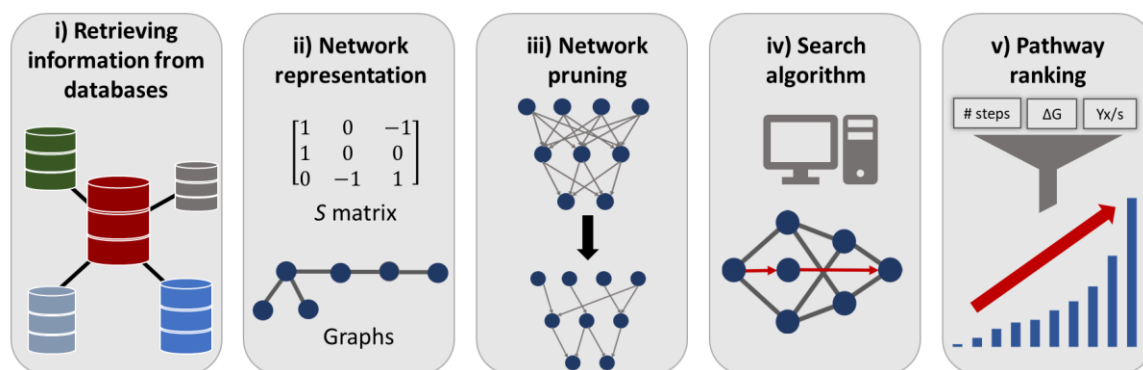 i) Retrieving
information from
databases
ii) Network
representation
[1 0 −1]
[1 0 0]
[0 −1 1]
S matrix
Graphs
iii) Network
pruning
iv) Search
algorithm
v) Pathway
ranking
# steps ΔG Yx/s